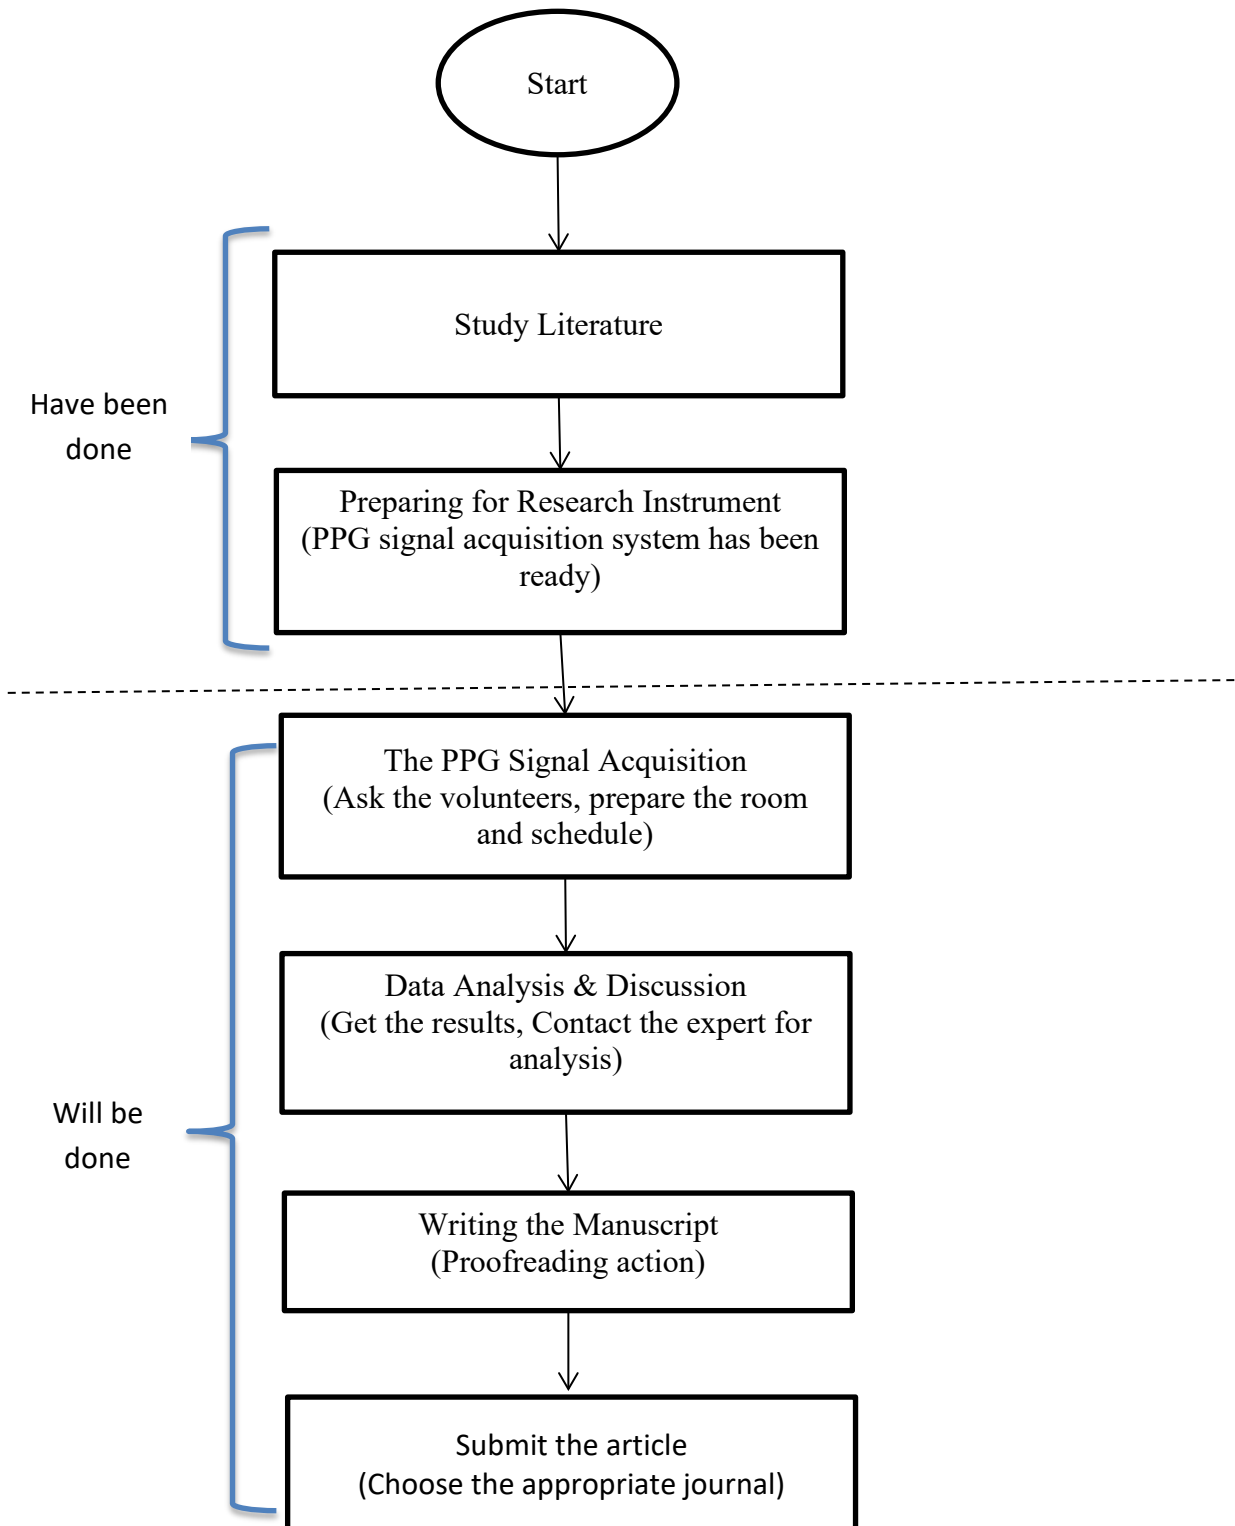 Start
Study Literature
Have been
done
Preparing for Research Instrument
(PPG signal acquisition system has been
ready)
The PPG Signal Acquisition
(Ask the volunteers, prepare the room
and schedule)
Data Analysis & Discussion
(Get the results, Contact the expert for
analysis)
Will be
done
Writing the Manuscript
(Proofreading action)
Submit the article
(Choose the appropriate journal)